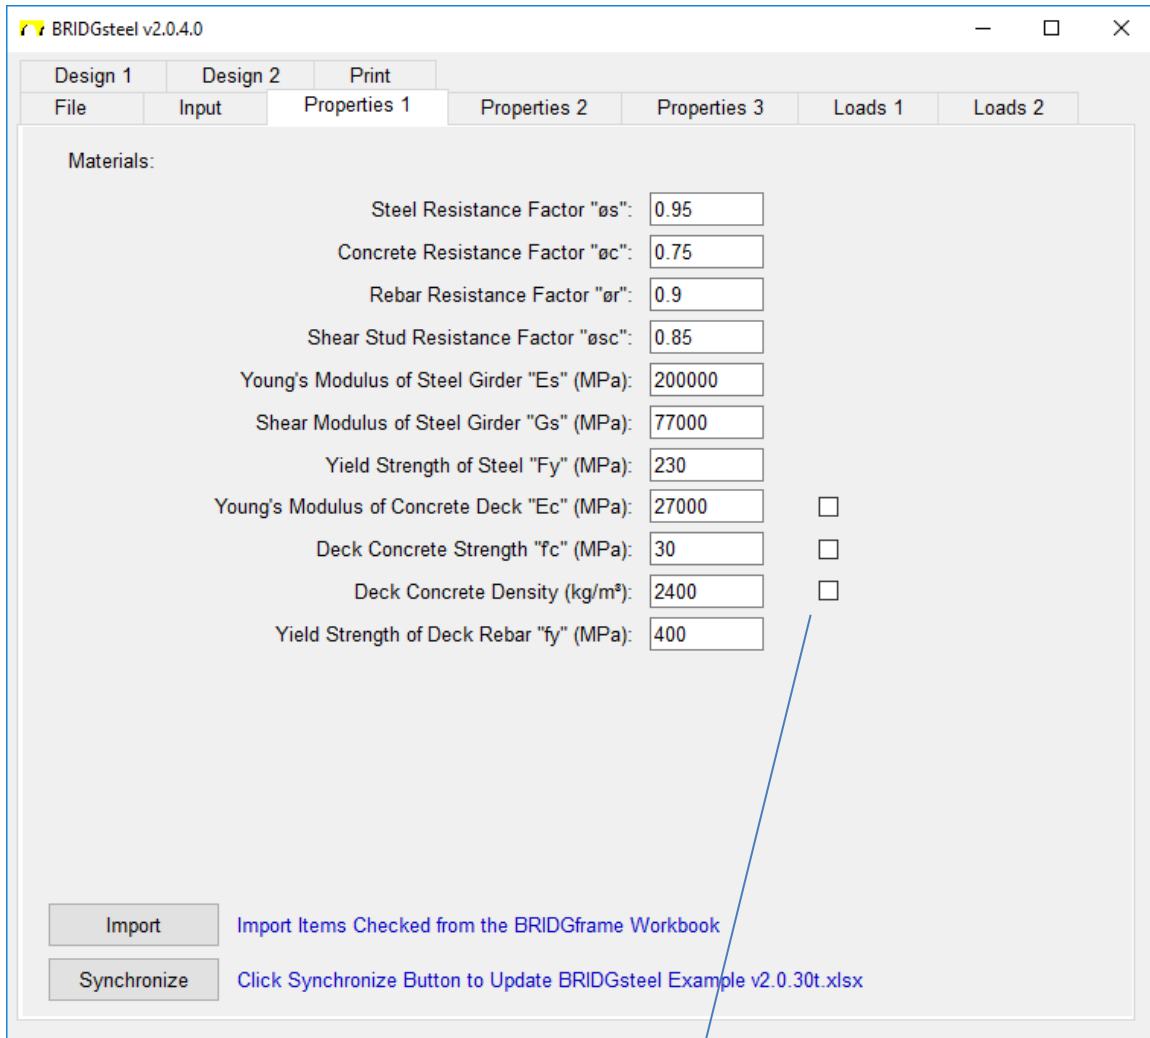 BRIDGsteel v2.0.4.0
Design 1 Design 2 Print
File Input Properties 1 Properties 2 Properties 3 Loads 1 Loads 2
Materials:
Steel Resistance Factor "øs": 0.95
Concrete Resistance Factor "øc": 0.75
Rebar Resistance Factor "ør": 0.9
Shear Stud Resistance Factor "øsc": 0.85
Young's Modulus of Steel Girder "Es" (MPa): 200000
Shear Modulus of Steel Girder "Gs" (MPa): 77000
Yield Strength of Steel "Fy" (MPa): 230
Young's Modulus of Concrete Deck "Ec" (MPa): 27000
Deck Concrete Strength "f'c" (MPa): 30
Deck Concrete Density (kg/m³): 2400
Yield Strength of Deck Rebar "fy" (MPa): 400
Import Import Items Checked from the BRIDGframe Workbook
Synchronize Click Synchronize Button to Update BRIDGsteel Example v2.0.30t.xlsx